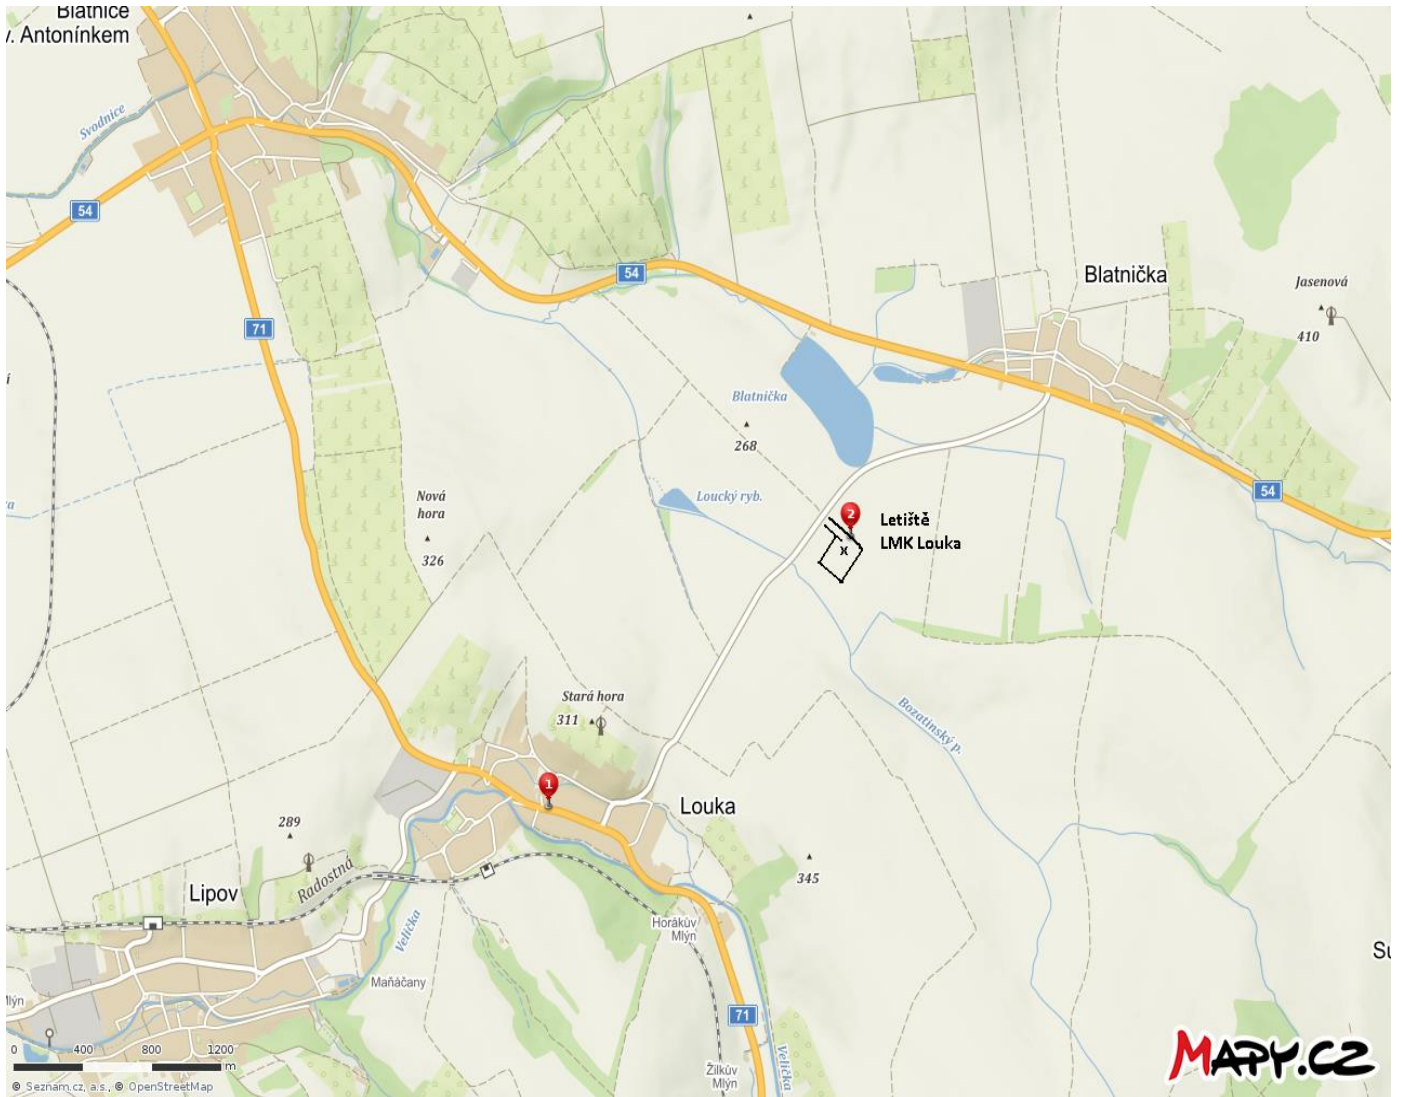 Blatnice
v. Antonínkem
Svodnice
54
54
Blatnička
Jasenová
410
71
Blatnička
268
Nová
hora
326
Loucký ryb.
54
2
Letiště
LMK Louka
x
Stará hora
311
Bozatinský p.
1
Louka
289
Radostná
345
Lipov
Velička
Horákův
Mlýn
Maňáčany
Su
Mlýn
71
Velička
Žilkův
Mlýn
0 400 800 1200
m
© Seznam.cz, a.s., © OpenStreetMap
MAPY.CZ